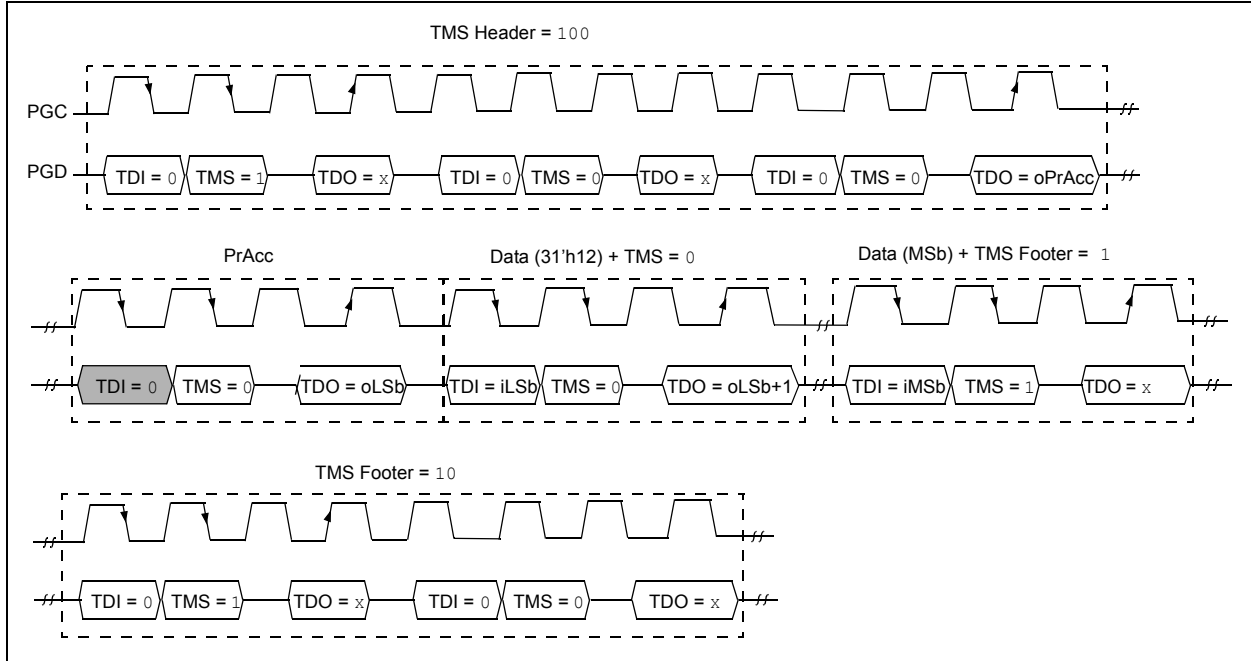 TMS Header = 100
PGC
PGD TDI = 0 TMS = 1 TDO = x TDI = 0 TMS = 0 TDO = x TDI = 0 TMS = 0 TDO = oPrAcc
PrAcc Data (31'h12) + TMS = 0 Data (MSb) + TMS Footer = 1
TDI = 0 TMS = 0 TDO = oLSb TDI = iLSb TMS = 0 TDO = oLSb+1 TDI = iMSb TMS = 1 TDO = x
TMS Footer = 10
TDI = 0 TMS = 1 TDO = x TDI = 0 TMS = 0 TDO = x